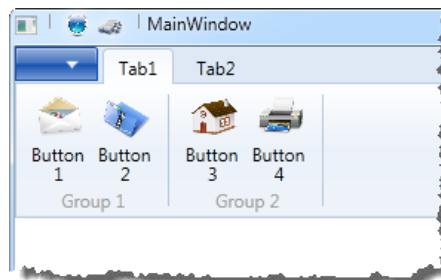 MainWindow
Tab1 Tab2
Button Button Button Button
1 2 3 4
Group 1 Group 2